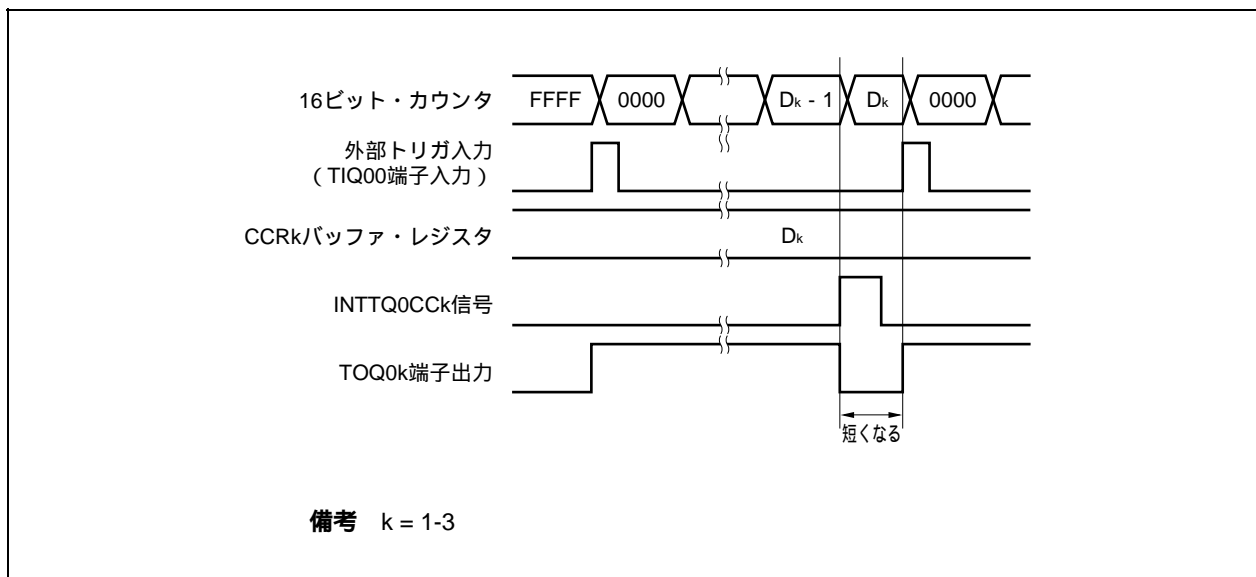 16ビット・カウンタ FFFF 0000 Dk - 1 Dk 0000
外部トリガ入力
（TIQ00端子入力）
CCRkバッファ・レジスタ Dk
INTTQ0CCk信号
TOQ0k端子出力
短くなる
備考 k = 1-3